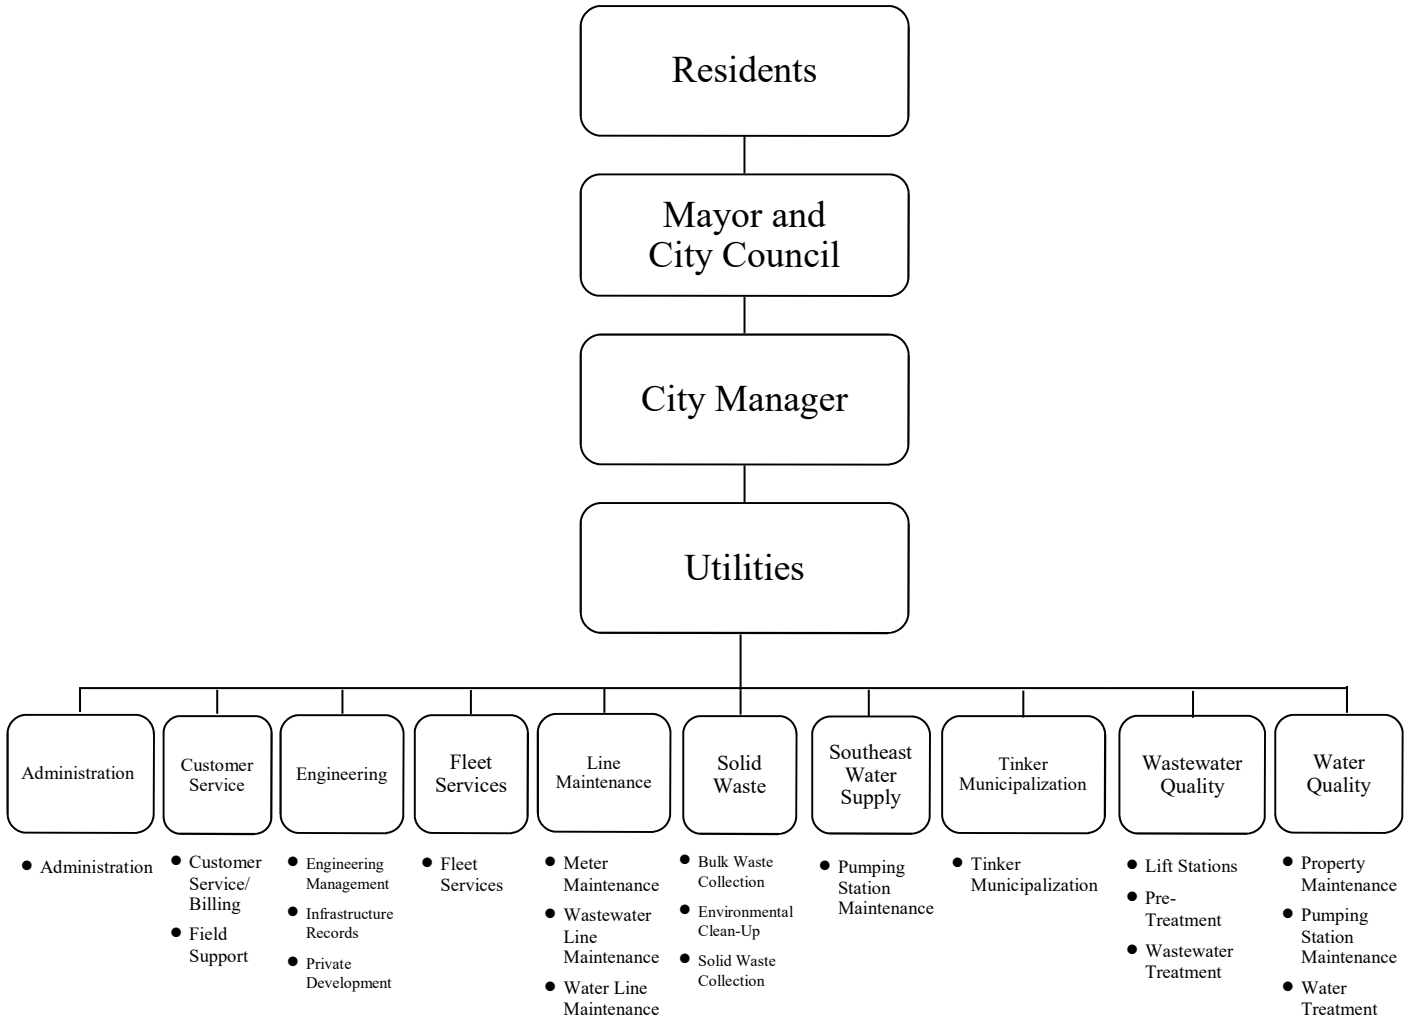 Residents
Mayor and
City Council
City Manager
Utilities
Administration
Customer
Service
Engineering
Fleet
Services
Line
Maintenance
Solid
Waste
Southeast
Water
Supply
Tinker
Municipalization
Wastewater
Quality
Water
Quality
● Administration
● Customer
Service/
Billing
● Field
Support
● Engineering
Management
● Infrastructure
Records
● Private
Development
● Fleet
Services
● Meter
Maintenance
● Wastewater
Line
Maintenance
● Water Line
Maintenance
● Bulk Waste
Collection
● Environmental
Clean-Up
● Solid Waste
Collection
● Pumping
Station
Maintenance
● Tinker
Municipalization
● Lift Stations
● Pre-
Treatment
● Wastewater
Treatment
● Property
Maintenance
● Pumping
Station
Maintenance
● Water
Treatment